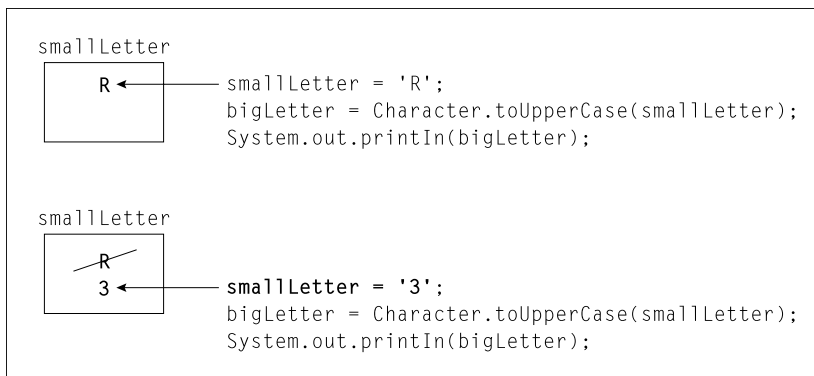 smallLetter
R
smallLetter = 'R';
bigLetter = Character.toUpperCase(smallLetter);
System.out.printIn(bigLetter);
smallLetter
R
3
smallLetter = '3';
bigLetter = Character.toUpperCase(smallLetter);
System.out.printIn(bigLetter);